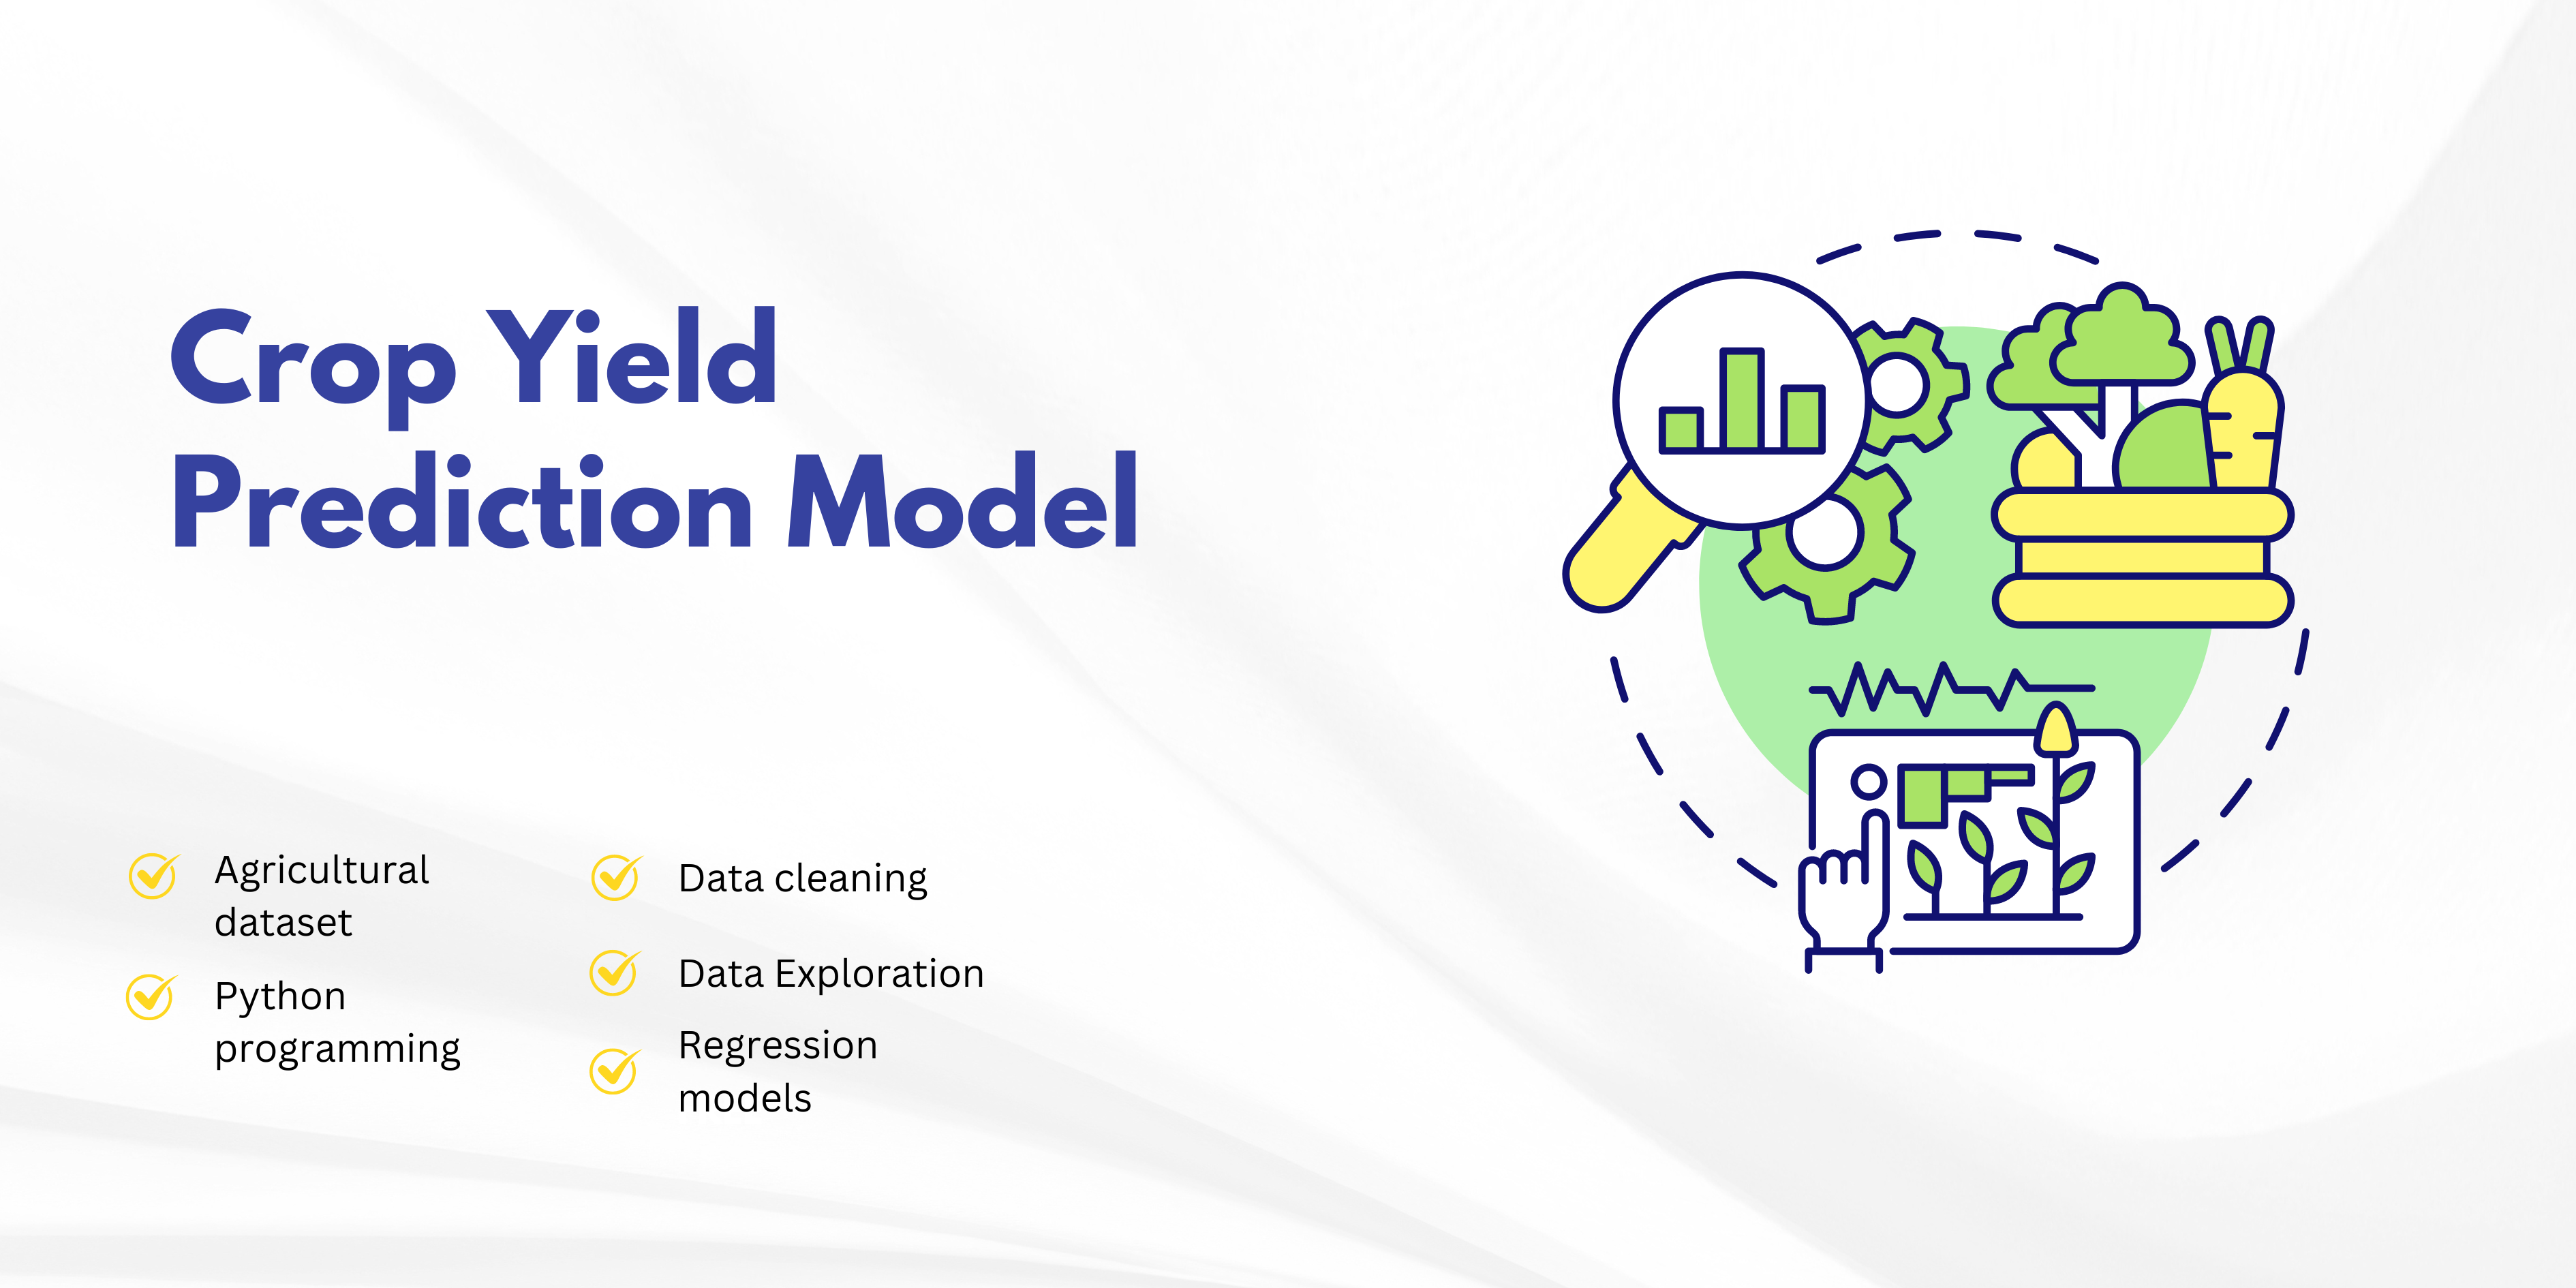 Crop Yield
Prediction Model
Agricultural
dataset
Python
programming
Data cleaning
Data Exploration
Regression
models